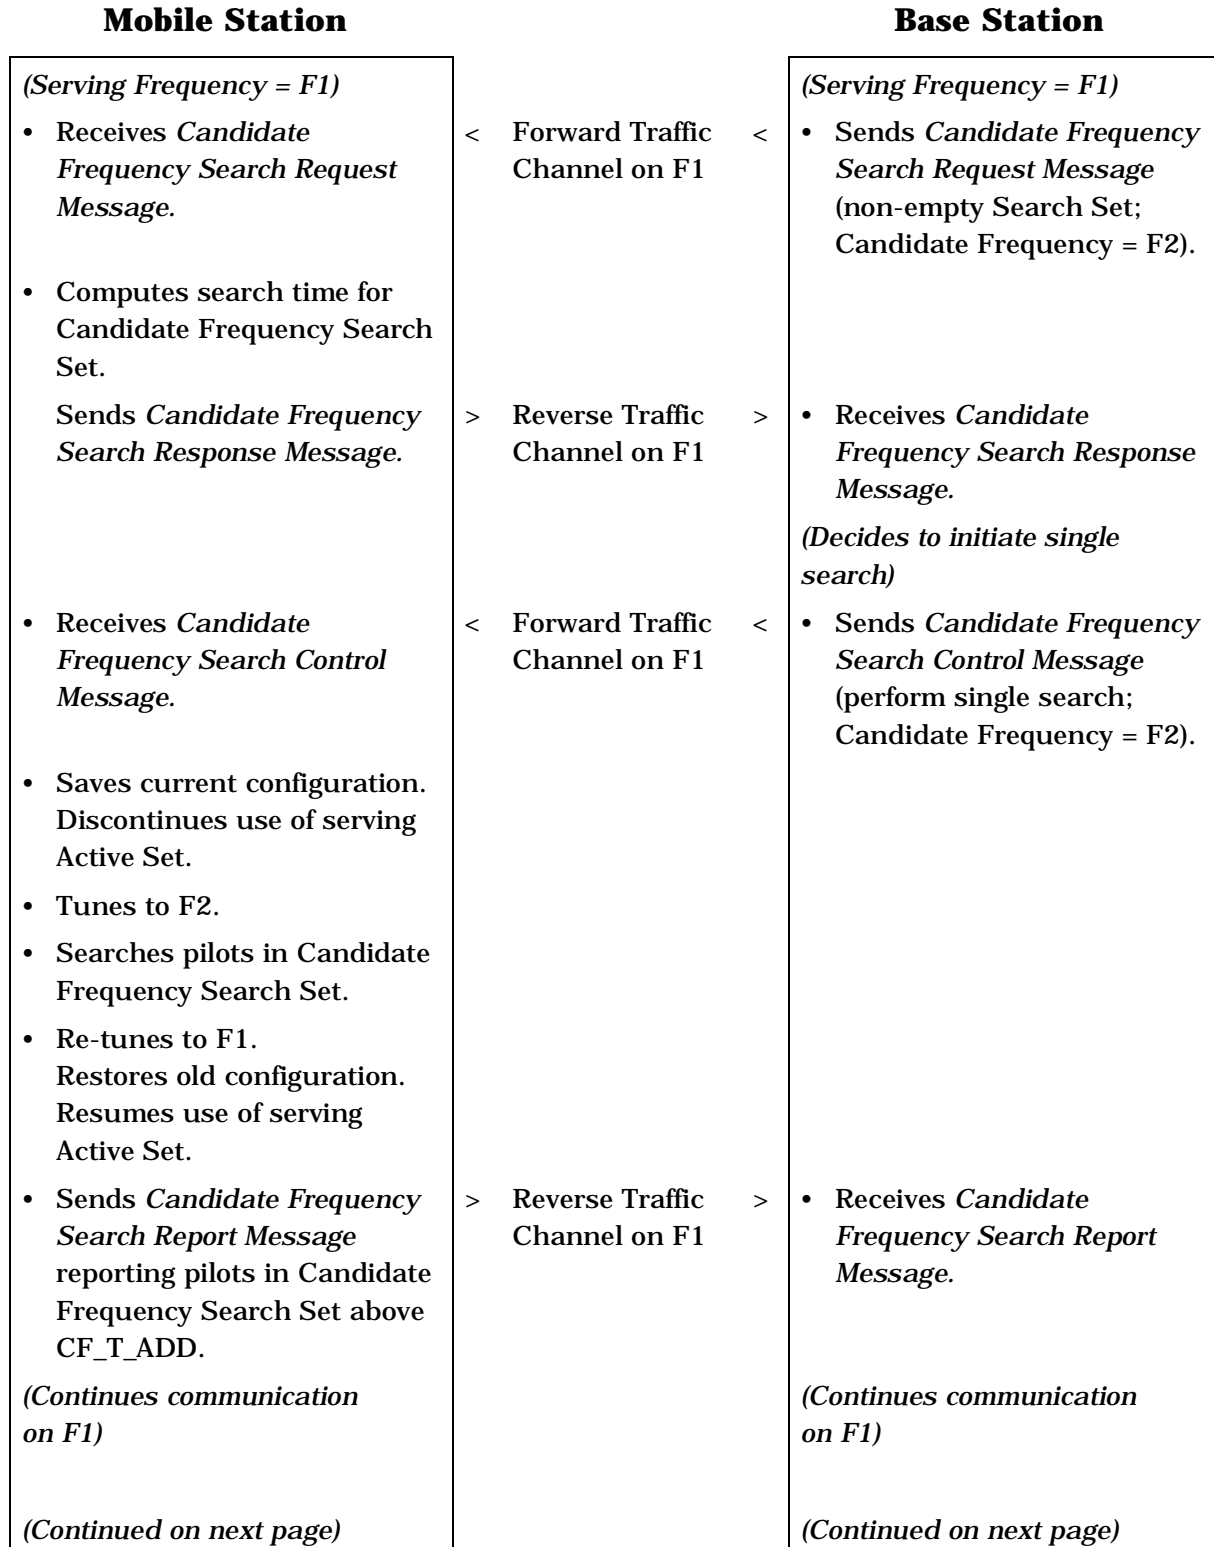 Mobile Station
Base Station
(Serving Frequency = F1)
(Serving Frequency = F1)
• Receives Candidate
Frequency Search Request
Message.
< Forward Traffic <
Channel on F1
• Sends Candidate Frequency
Search Request Message
(non-empty Search Set;
Candidate Frequency = F2).
• Computes search time for
Candidate Frequency Search
Set.
Sends Candidate Frequency
Search Response Message.
> Reverse Traffic >
Channel on F1
• Receives Candidate
Frequency Search Response
Message.
(Decides to initiate single
search)
• Receives Candidate
Frequency Search Control
Message.
< Forward Traffic <
Channel on F1
• Sends Candidate Frequency
Search Control Message
(perform single search;
Candidate Frequency = F2).
• Saves current configuration.
Discontinues use of serving
Active Set.
• Tunes to F2.
• Searches pilots in Candidate
Frequency Search Set.
• Re-tunes to F1.
Restores old configuration.
Resumes use of serving
Active Set.
• Sends Candidate Frequency
Search Report Message
reporting pilots in Candidate
Frequency Search Set above
CF_T_ADD.
> Reverse Traffic >
Channel on F1
• Receives Candidate
Frequency Search Report
Message.
(Continues communication
on F1)
(Continues communication
on F1)
(Continued on next page)
(Continued on next page)